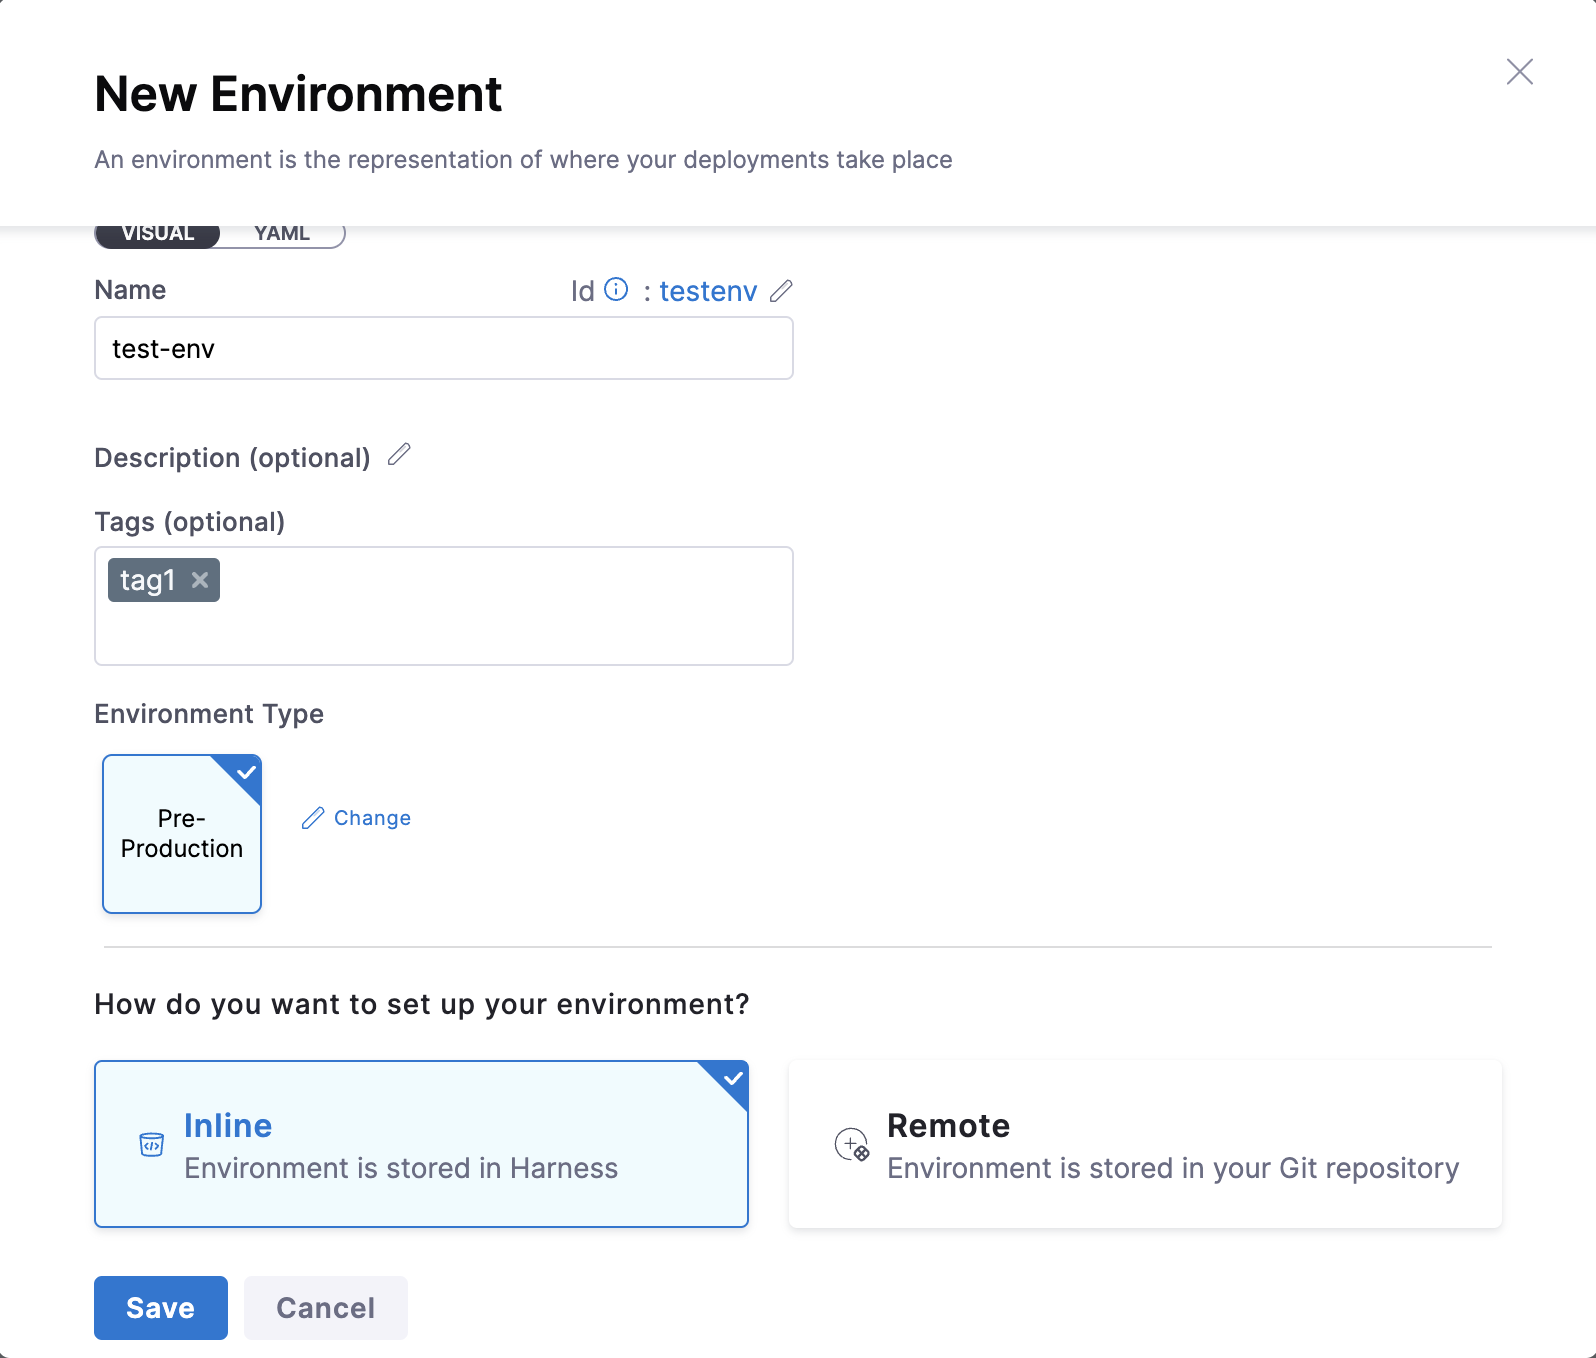 New Environment
An environment is the representation of where your deployments take place
VISUAL YAML
Name Id : testenv
test-env
Description (optional)
Tags (optional)
tag1
Environment Type
Pre-
Production
Change
How do you want to set up your environment?
Inline
Environment is stored in Harness
Remote
Environment is stored in your Git repository
Save Cancel